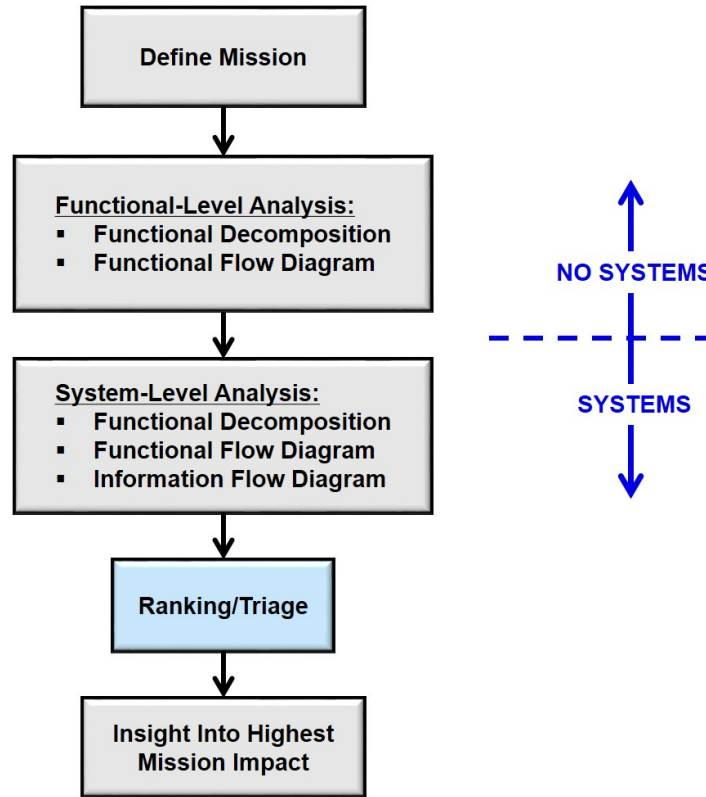 Define Mission
Functional-Level Analysis:
▪ Functional Decomposition
▪ Functional Flow Diagram
NO SYSTEMS
System-Level Analysis:
▪ Functional Decomposition
▪ Functional Flow Diagram
▪ Information Flow Diagram
SYSTEMS
Ranking/Triage
Insight Into Highest
Mission Impact